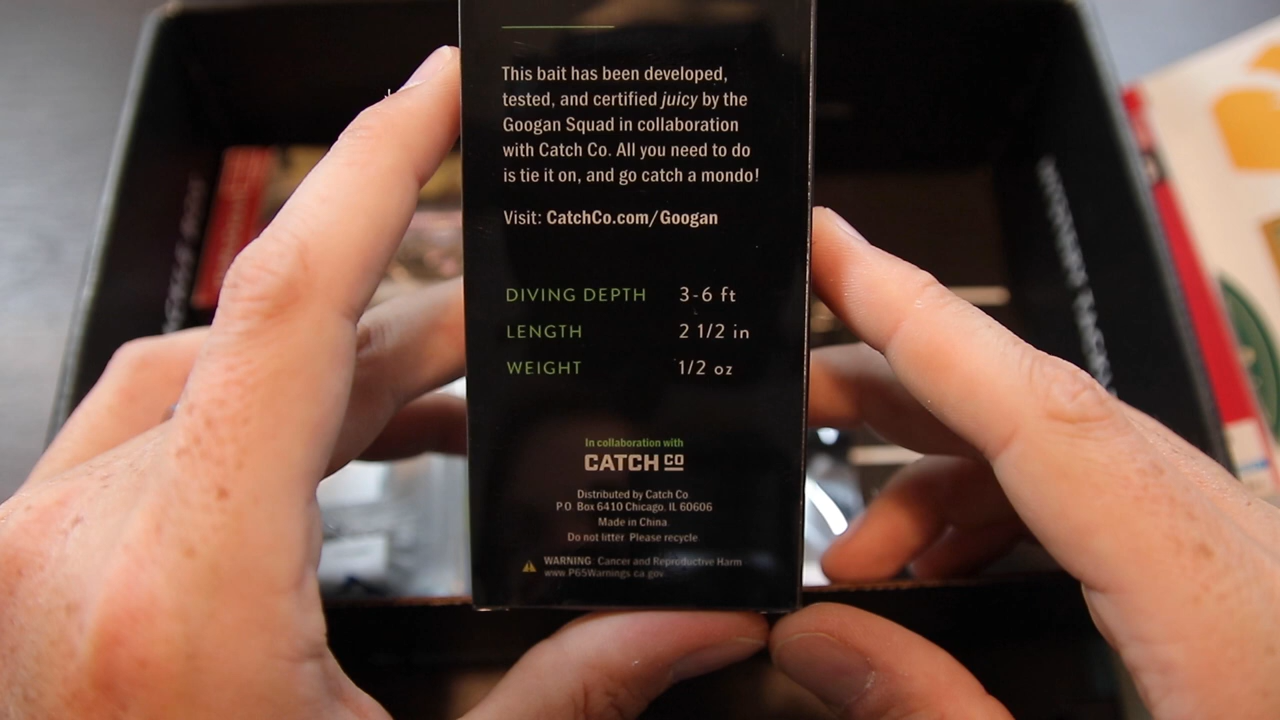 This bait has been developed,
tested, and certified juicy by the
Googan Squad in collaboration
with Catch Co. All you need to do
is tie it on, and go catch a mondo!
Visit: CatchCo.com/Googan
DIVING DEPTH 3-6 ft
LENGTH 2 1/2 in
WEIGHT 1/2 oz
In collaboration with
CATCH CO
Distributed by Catch Co
P O Box 6410 Chicago, IL 60606
Made in China.
Do not litter Please recycle
WARNING Cancer and Reproductive Harm
www.P65Warnings.ca.gov